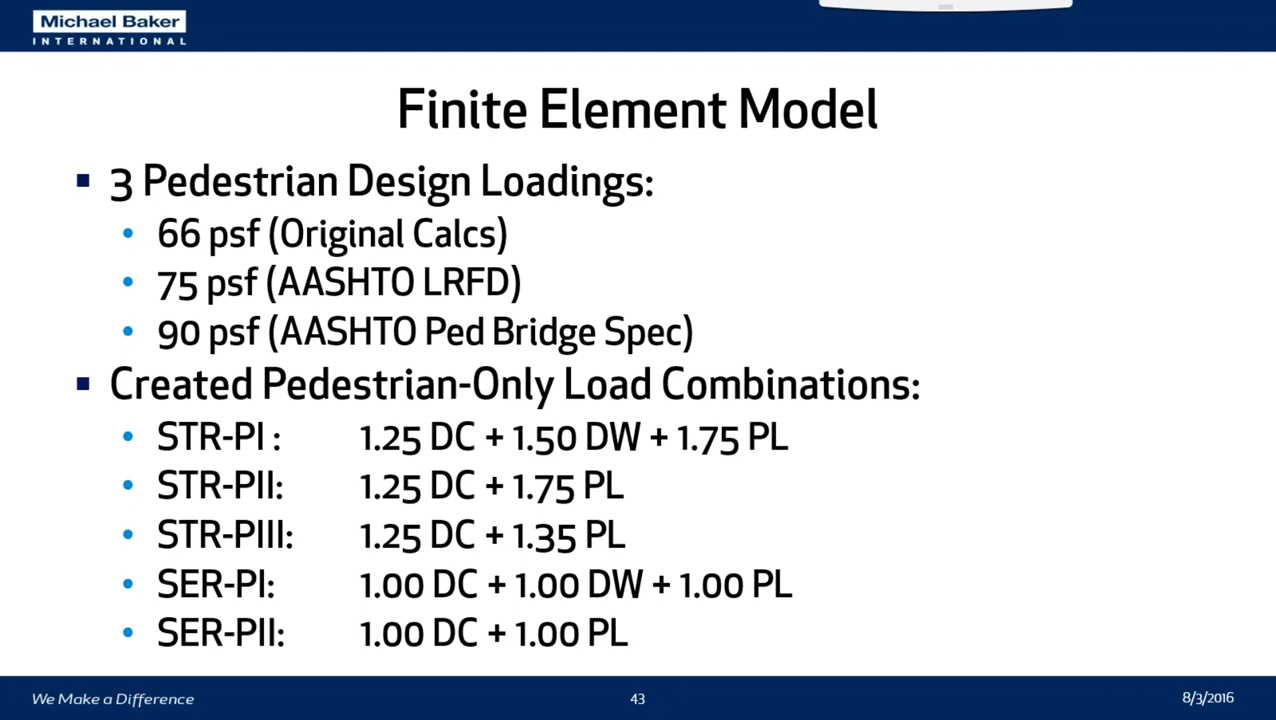 Michael Baker
INTERNATIONAL
Finite Element Model
▪ 3 Pedestrian Design Loadings:
• 66 psf (Original Calcs)
• 75 psf (AASHTO LRFD)
• 90 psf (AASHTO Ped Bridge Spec)
▪ Created Pedestrian-Only Load Combinations:
• STR-PI : 1.25 DC + 1.50 DW + 1.75 PL
• STR-PII: 1.25 DC + 1.75 PL
• STR-PIII: 1.25 DC + 1.35 PL
• SER-PI: 1.00 DC + 1.00 DW + 1.00 PL
• SER-PII: 1.00 DC + 1.00 PL
We Make a Difference 43 8/3/2016